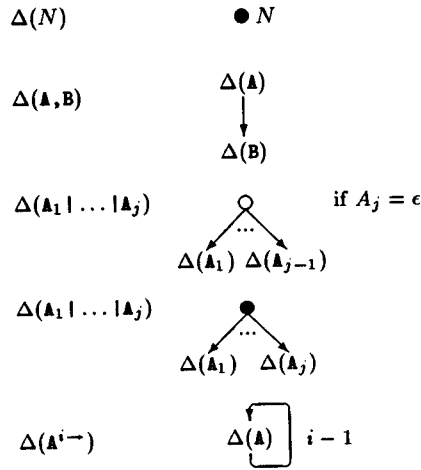 Δ(N) N
Δ(A,B) Δ(A)
Δ(B)
Δ(A₁| ... |Aⱼ) if Aⱼ = ϵ
...
Δ(A₁) Δ(Aⱼ₋₁)
Δ(A₁| ... |Aⱼ)
...
Δ(A₁) Δ(Aⱼ)
Δ(Aⁱ→) Δ(A) i − 1